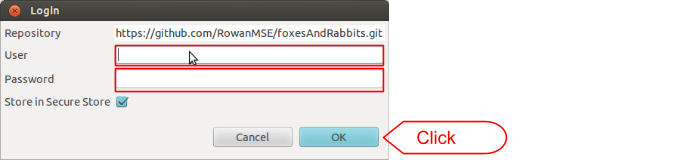 Login
Repository https://github.com/RowanMSE/foxesAndRabbits.git
User
Password
Store in Secure Store
Cancel OK Click